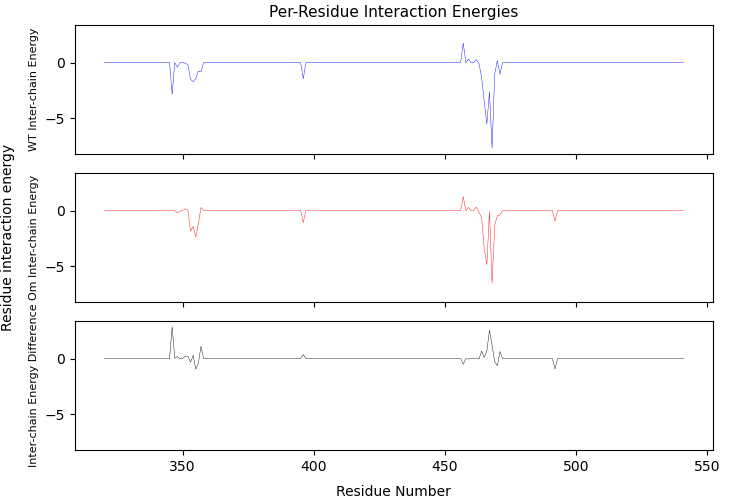 Per-Residue Interaction Energies
Residue interaction energy
WT Inter-chain Energy
0
−5
Om Inter-chain Energy
0
−5
Inter-chain Energy Difference
0
−5
350
400
450
500
550
Residue Number